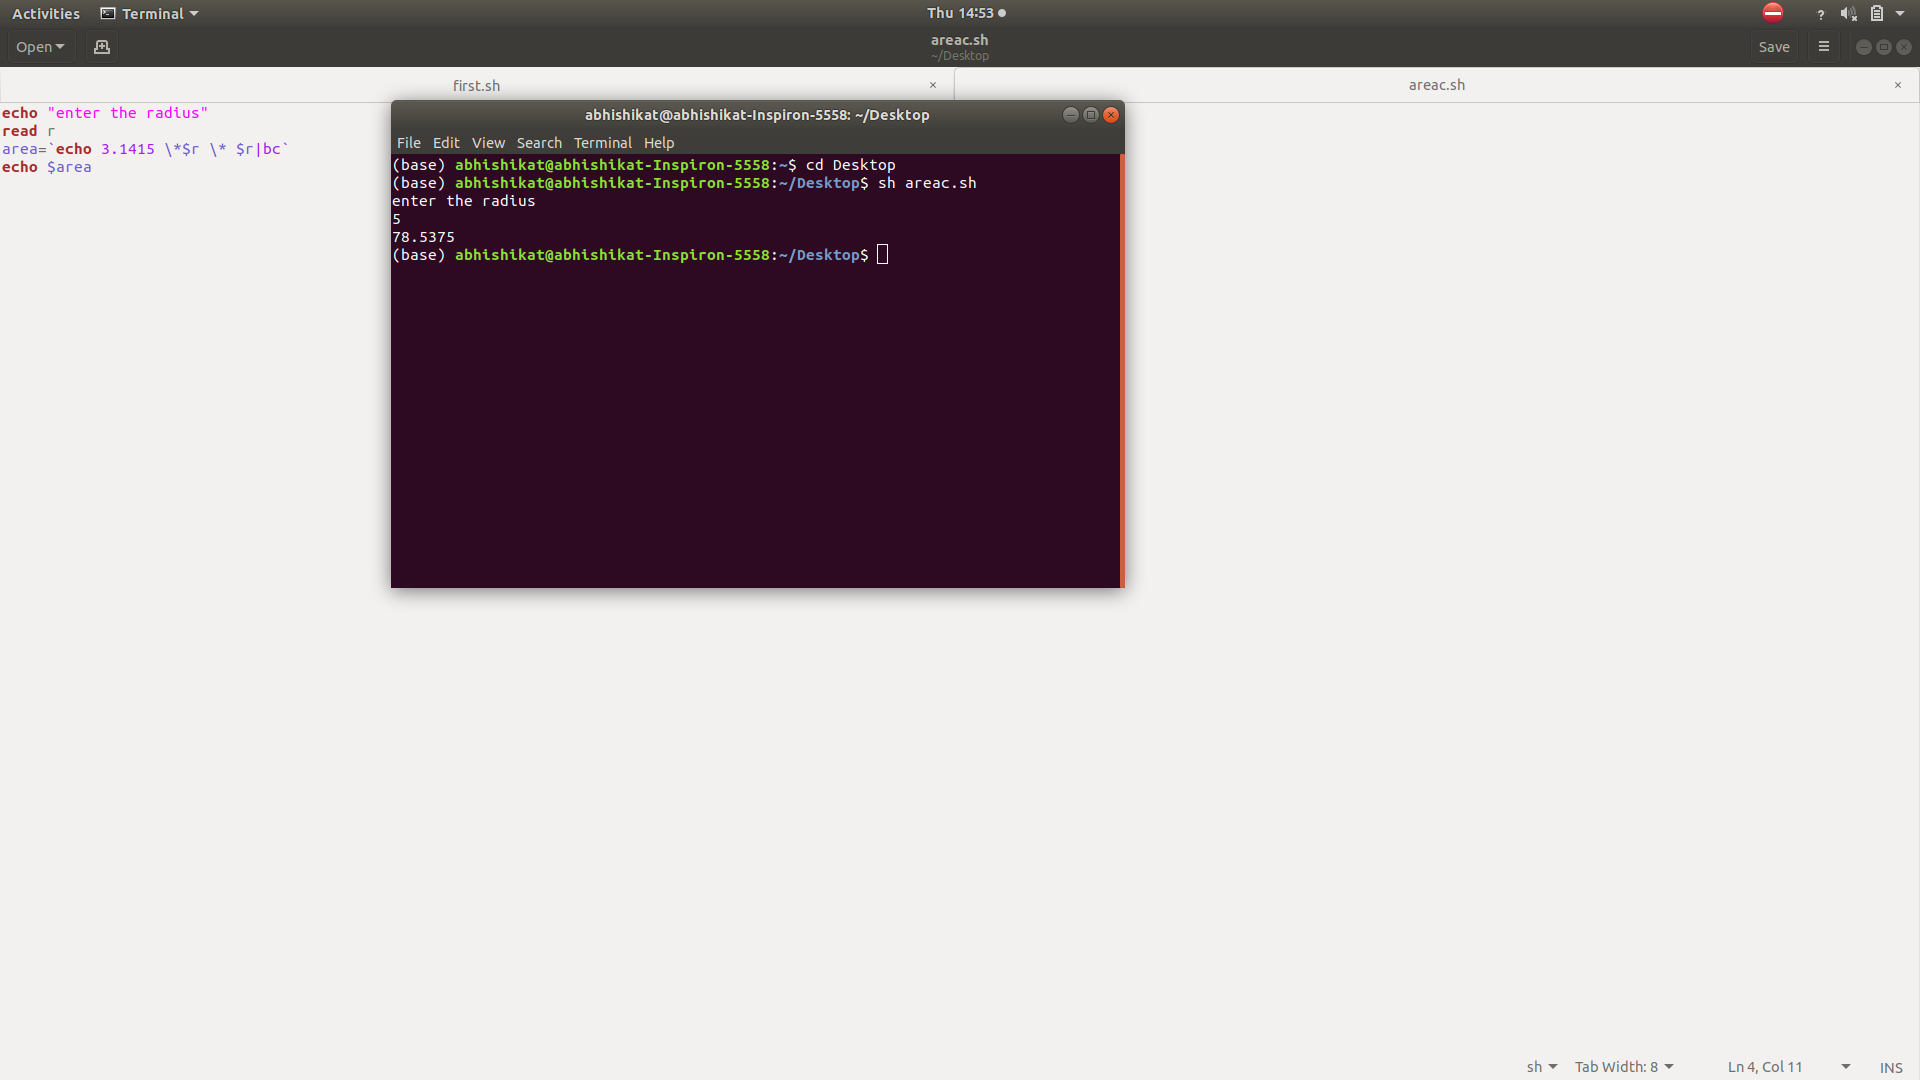 Activities Terminal Thu 14:53 ?
Open areac.sh Save
~/Desktop
first.sh × areac.sh ×
echo "enter the radius"
read r
area=`echo 3.1415 \*$r \* $r|bc`
echo $area
abhishikat@abhishikat-Inspiron-5558: ~/Desktop
File Edit View Search Terminal Help
(base) abhishikat@abhishikat-Inspiron-5558:~$ cd Desktop
(base) abhishikat@abhishikat-Inspiron-5558:~/Desktop$ sh areac.sh
enter the radius
5
78.5375
(base) abhishikat@abhishikat-Inspiron-5558:~/Desktop$
sh Tab Width: 8 Ln 4, Col 11 INS